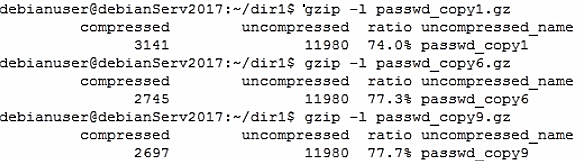 debianuser@debianServ2017:~/dir1$ 'gzip -l passwd_copy1.gz
compressed uncompressed ratio uncompressed_name
3141 11980 74.0% passwd_copy1
debianuser@debianServ2017:~/dir1$ gzip -l passwd_copy6.gz
compressed uncompressed ratio uncompressed_name
2745 11980 77.3% passwd_copy6
debianuser@debianServ2017:~/dir1$ gzip -l passwd_copy9.gz
compressed uncompressed ratio uncompressed_name
2697 11980 77.7% passwd_copy9